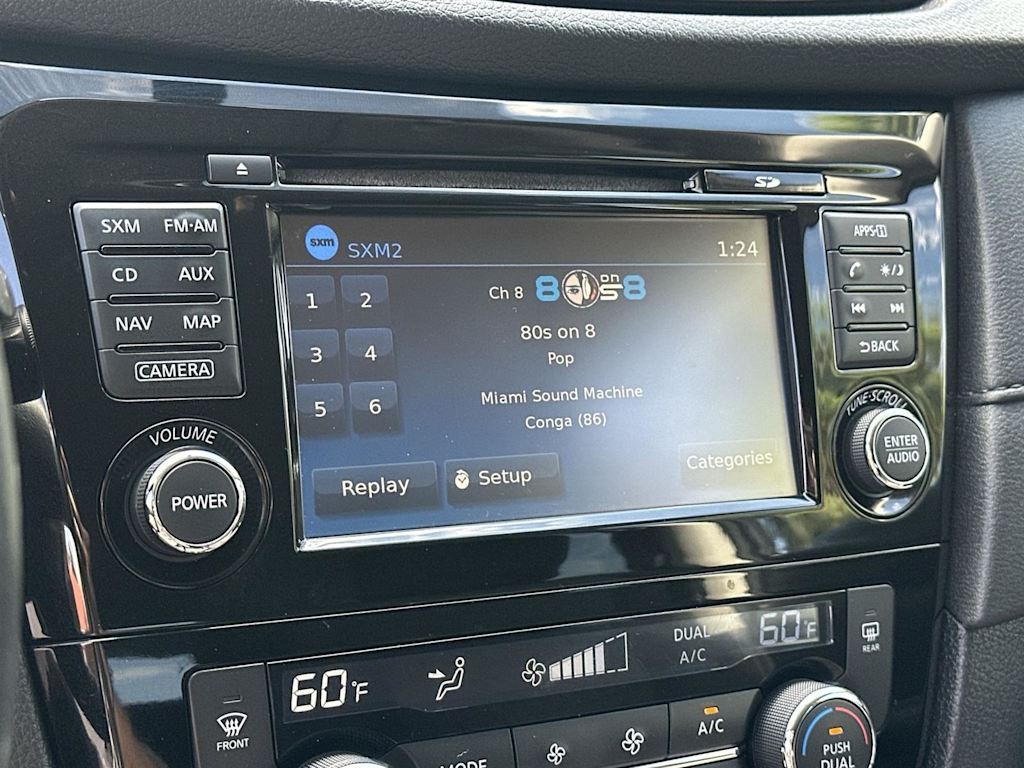 SD
SXM FM·AM
CD AUX
NAV MAP
CAMERA
VOLUME
POWER
sxm SXM2 1:24
1 2
3 4
5 6
Ch 8 8 on 8
80s on 8
Pop
Miami Sound Machine
Conga (86)
Replay Setup Categories
APPS·i
BACK
TUNE·SCROLL
ENTER
AUDIO
60°F
DUAL
A/C
60°F
REAR
FRONT
MODE
A/C
PUSH
DUAL